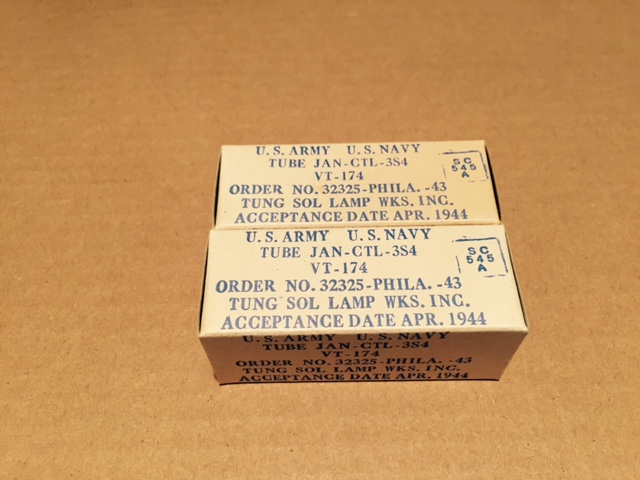 U.S. ARMY U.S. NAVY
TUBE JAN-CTL-3S4
VT-174
ORDER NO. 32325-PHILA. -43
TUNG SOL LAMP WKS. INC.
ACCEPTANCE DATE APR. 1944
SC
545
A
U.S. ARMY U.S. NAVY
TUBE JAN-CTL-3S4
VT-174
ORDER NO. 32325-PHILA. -43
TUNG SOL LAMP WKS. INC.
ACCEPTANCE DATE APR. 1944
SC
545
A
U.S. ARMY U.S. NAVY
TUBE JAN-CTL-3S4
VT-174
ORDER NO. 32325-PHILA. -43
TUNG SOL LAMP WKS. INC.
ACCEPTANCE DATE APR. 1944